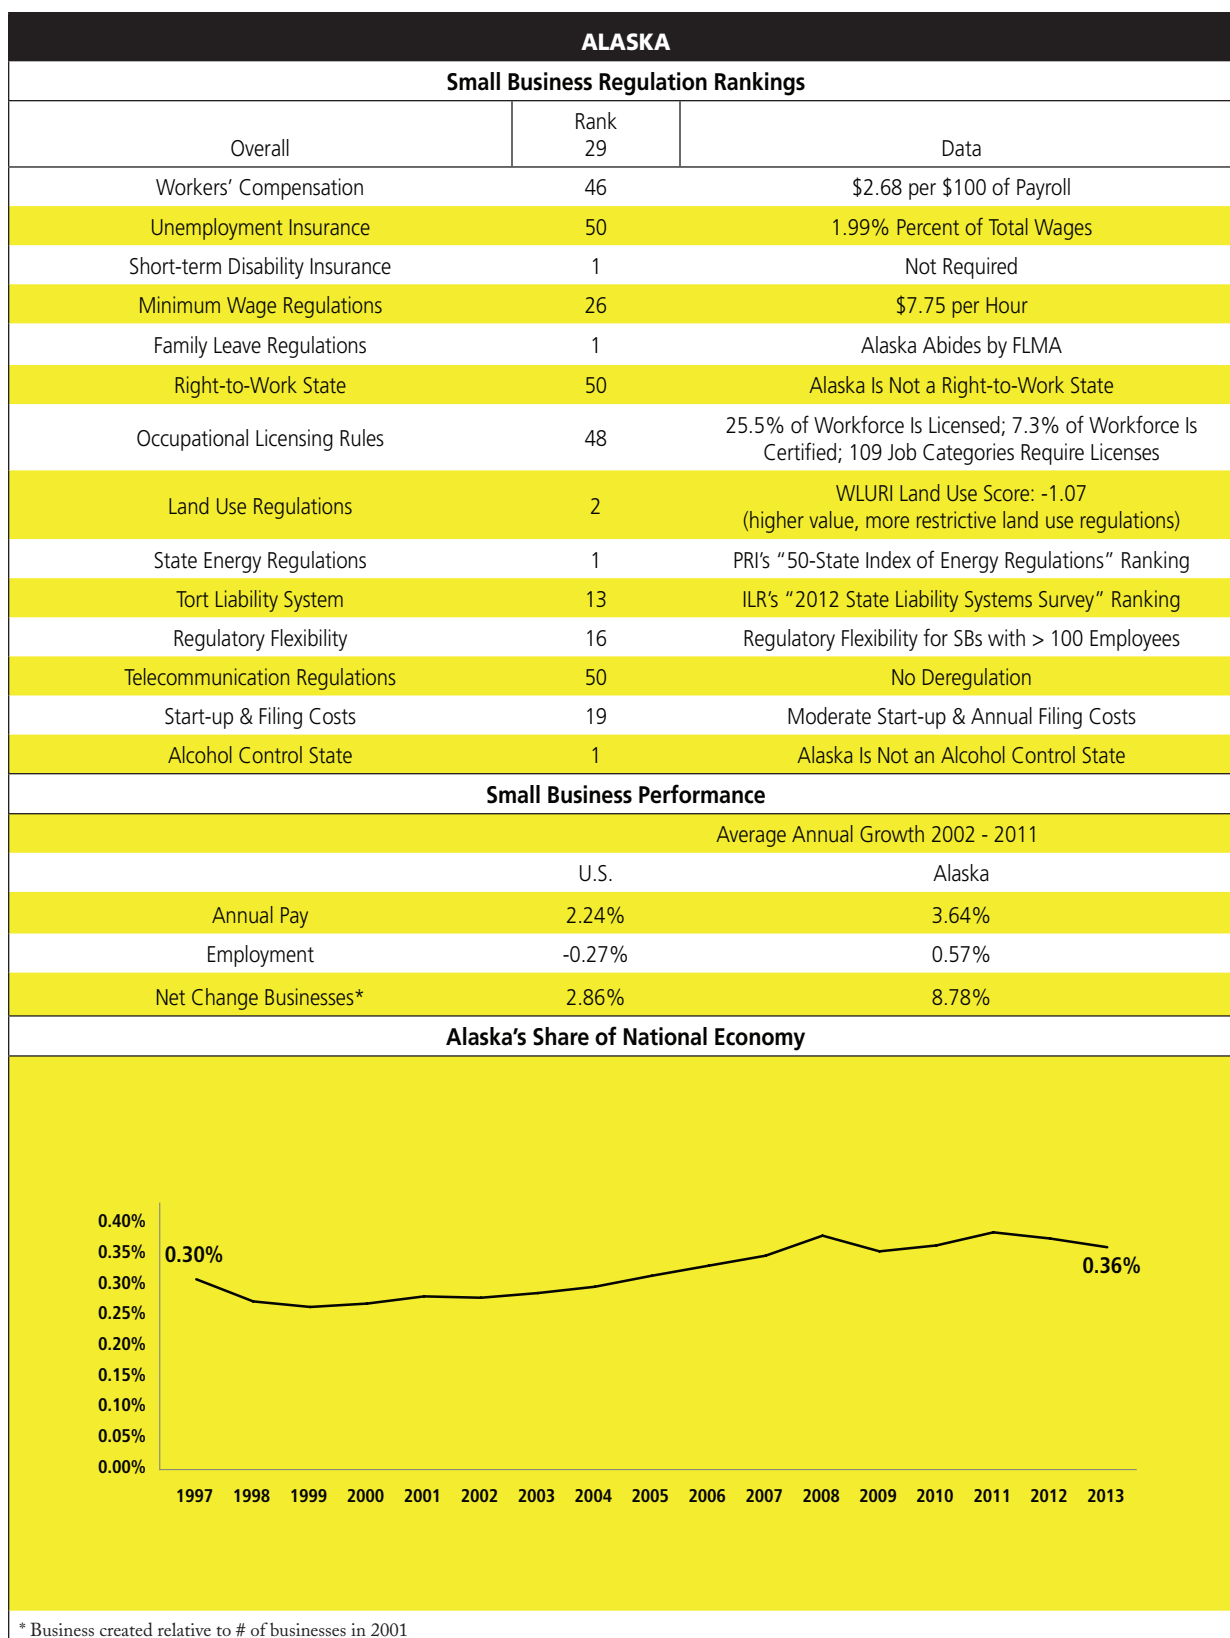 ALASKA
Small Business Regulation Rankings
Overall Rank 29 Data
Workers' Compensation 46 $2.68 per $100 of Payroll
Unemployment Insurance 50 1.99% Percent of Total Wages
Short-term Disability Insurance 1 Not Required
Minimum Wage Regulations 26 $7.75 per Hour
Family Leave Regulations 1 Alaska Abides by FLMA
Right-to-Work State 50 Alaska Is Not a Right-to-Work State
Occupational Licensing Rules 48 25.5% of Workforce Is Licensed; 7.3% of Workforce Is
Certified; 109 Job Categories Require Licenses
Land Use Regulations 2 WLURI Land Use Score: -1.07
(higher value, more restrictive land use regulations)
State Energy Regulations 1 PRI's “50-State Index of Energy Regulations” Ranking
Tort Liability System 13 ILR's “2012 State Liability Systems Survey” Ranking
Regulatory Flexibility 16 Regulatory Flexibility for SBs with > 100 Employees
Telecommunication Regulations 50 No Deregulation
Start-up & Filing Costs 19 Moderate Start-up & Annual Filing Costs
Alcohol Control State 1 Alaska Is Not an Alcohol Control State
Small Business Performance
Average Annual Growth 2002 - 2011
U.S. Alaska
Annual Pay 2.24% 3.64%
Employment -0.27% 0.57%
Net Change Businesses* 2.86% 8.78%
Alaska's Share of National Economy
0.40%
0.35%
0.30%
0.25%
0.20%
0.15%
0.10%
0.05%
0.00%
0.30%
0.36%
1997 1998 1999 2000 2001 2002 2003 2004 2005 2006 2007 2008 2009 2010 2011 2012 2013
* Business created relative to # of businesses in 2001